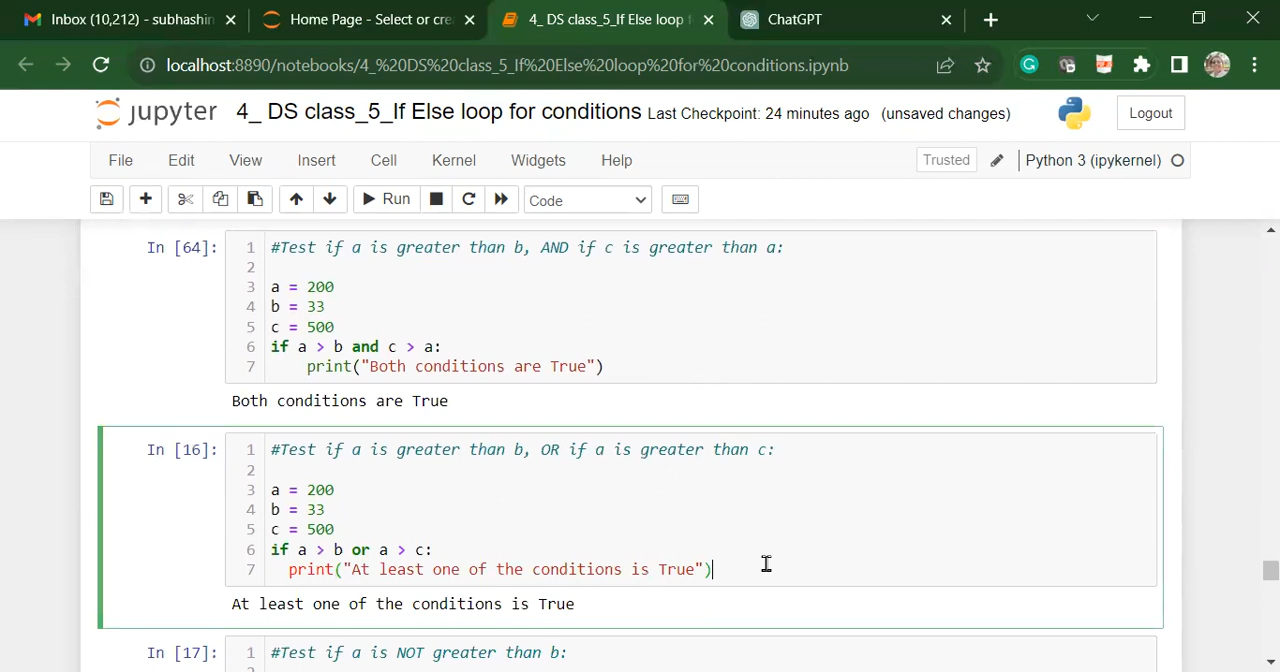 Inbox (10,212) - subhashin
Home Page - Select or cre
4_ DS class_5_If Else loop f
ChatGPT
localhost:8890/notebooks/4_%20DS%20class_5_If%20Else%20loop%20for%20conditions.ipynb
jupyter 4_ DS class_5_If Else loop for conditions Last Checkpoint: 24 minutes ago (unsaved changes)
Logout
File Edit View Insert Cell Kernel Widgets Help
Trusted
Python 3 (ipykernel)
Run
Code
In [64]:
1 #Test if a is greater than b, AND if c is greater than a:
2
3 a = 200
4 b = 33
5 c = 500
6 if a > b and c > a:
7     print("Both conditions are True")
Both conditions are True
In [16]:
1 #Test if a is greater than b, OR if a is greater than c:
2
3 a = 200
4 b = 33
5 c = 500
6 if a > b or a > c:
7   print("At least one of the conditions is True")
At least one of the conditions is True
In [17]:
1 #Test if a is NOT greater than b:
2